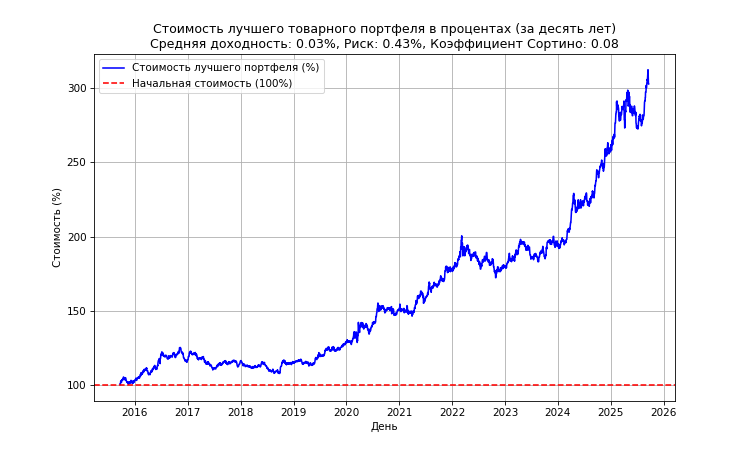 Стоимость лучшего товарного портфеля в процентах (за десять лет)
Средняя доходность: 0.03%, Риск: 0.43%, Коэффициент Сортино: 0.08
Стоимость лучшего портфеля (%)
Начальная стоимость (100%)
300
250
200
150
100
Стоимость (%)
2016 2017 2018 2019 2020 2021 2022 2023 2024 2025 2026
День